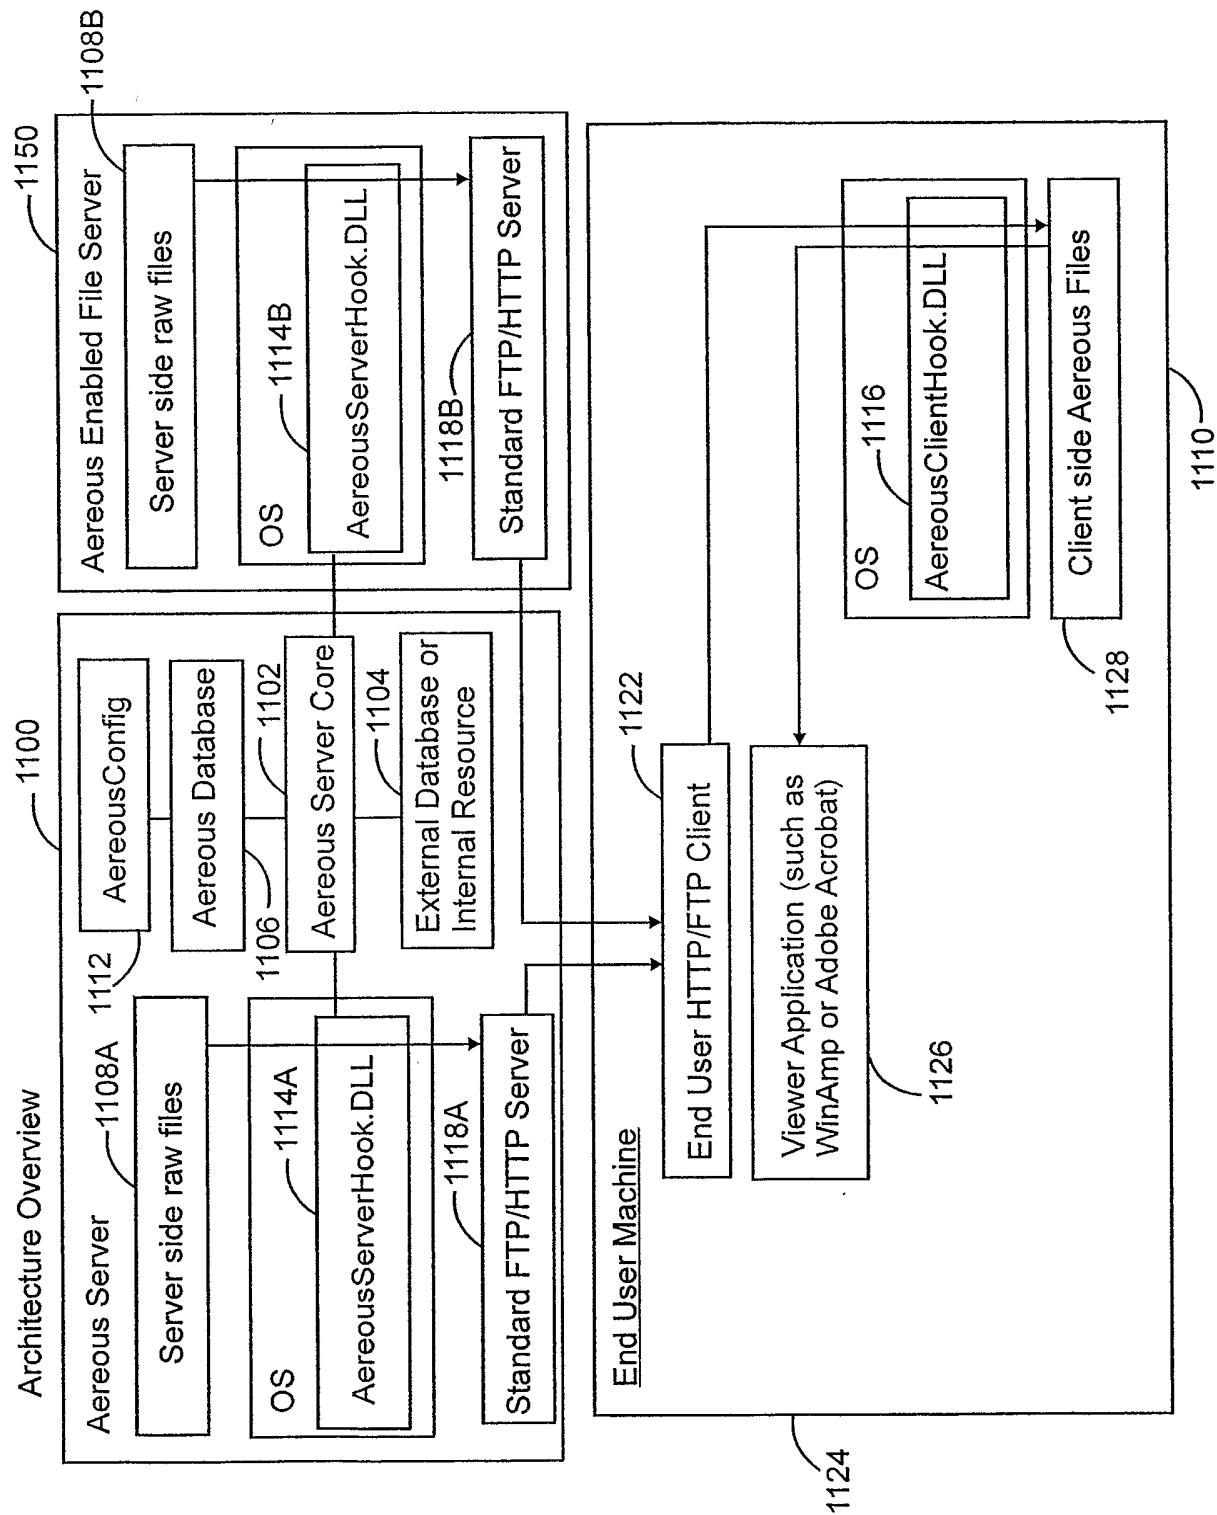 Architecture Overview
1100
Aereous Server
1108A
Server side raw files
1112
AereousConfig
Aereous Database
1106
1102
Aereous Server Core
1104
External Database or
Internal Resource
OS
1114A
AereousServerHook.DLL
1118A
Standard FTP/HTTP Server
1150
Aereous Enabled File Server
1108B
Server side raw files
OS
1114B
AereousServerHook.DLL
1118B
Standard FTP/HTTP Server
End User Machine
1122
End User HTTP/FTP Client
Viewer Application (such as
WinAmp or Adobe Acrobat)
1126
OS
1116
AereousClientHook.DLL
Client side Aereous Files
1128
1124
1110